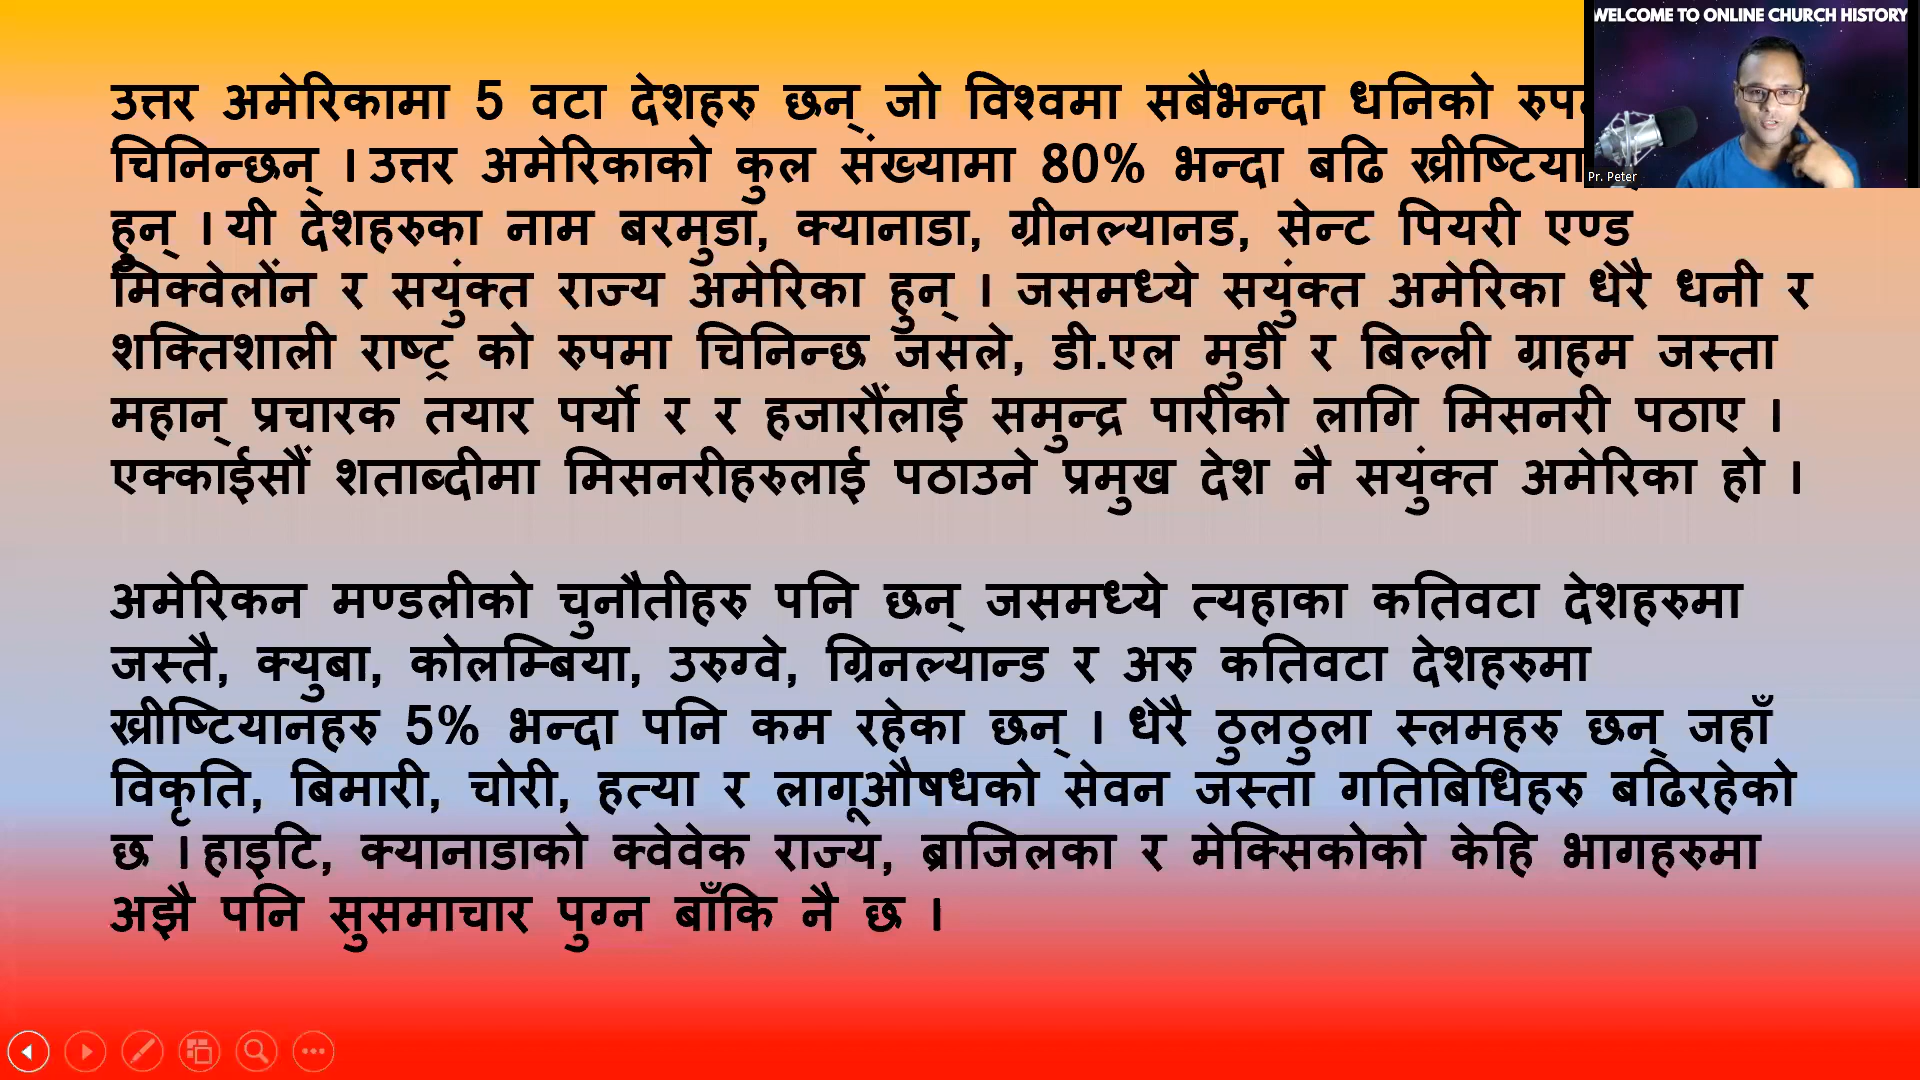 WELCOME TO ONLINE CHURCH HISTORY
Pr. Peter
उत्तर अमेरिकामा 5 वटा देशहरु छन् जो विश्वमा सबैभन्दा धनिको
चिनिन्छन् । उत्तर अमेरिकाको कुल संख्यामा 80% भन्दा बढि
हुन् । यी देशहरुका नाम बरमुडा, क्यानाडा, ग्रीनल्यानड, सेन्ट पियरी एण्ड
मिक्वेलोंन र सयुंक्त राज्य अमेरिका हुन् । जसमध्ये सयुंक्त अमेरिका धेरै धनी र
शक्तिशाली राष्ट्र को रुपमा चिनिन्छ जसले, डी.एल मुडी र बिल्ली ग्राहम जस्ता
महान् प्रचारक तयार पर्यो र र हजारौंलाई समुन्द्र पारीको लागि मिसनरी पठाए ।
एक्काईसौं शताब्दीमा मिसनरीहरुलाई पठाउने प्रमुख देश नै सयुंक्त अमेरिका हो ।
अमेरिकन मण्डलीको चुनौतीहरु पनि छन् जसमध्ये त्यहाका कतिवटा देशहरुमा
जस्तै, क्युबा, कोलम्बिया, उरुग्वे, ग्रिनल्यान्ड र अरु कतिवटा देशहरुमा
ख्रीष्टियानहरु 5% भन्दा पनि कम रहेका छन् । धेरै ठुलठुला स्लमहरु छन् जहाँ
विकृति, बिमारी, चोरी, हत्या र लागूऔषधको सेवन जस्ता गतिबिधिहरु बढिरहेको
छ । हाइटि, क्यानाडाको क्वेवेक राज्य, ब्राजिलका र मेक्सिकोको केहि भागहरुमा
अझै पनि सुसमाचार पुग्न बाँकि नै छ ।